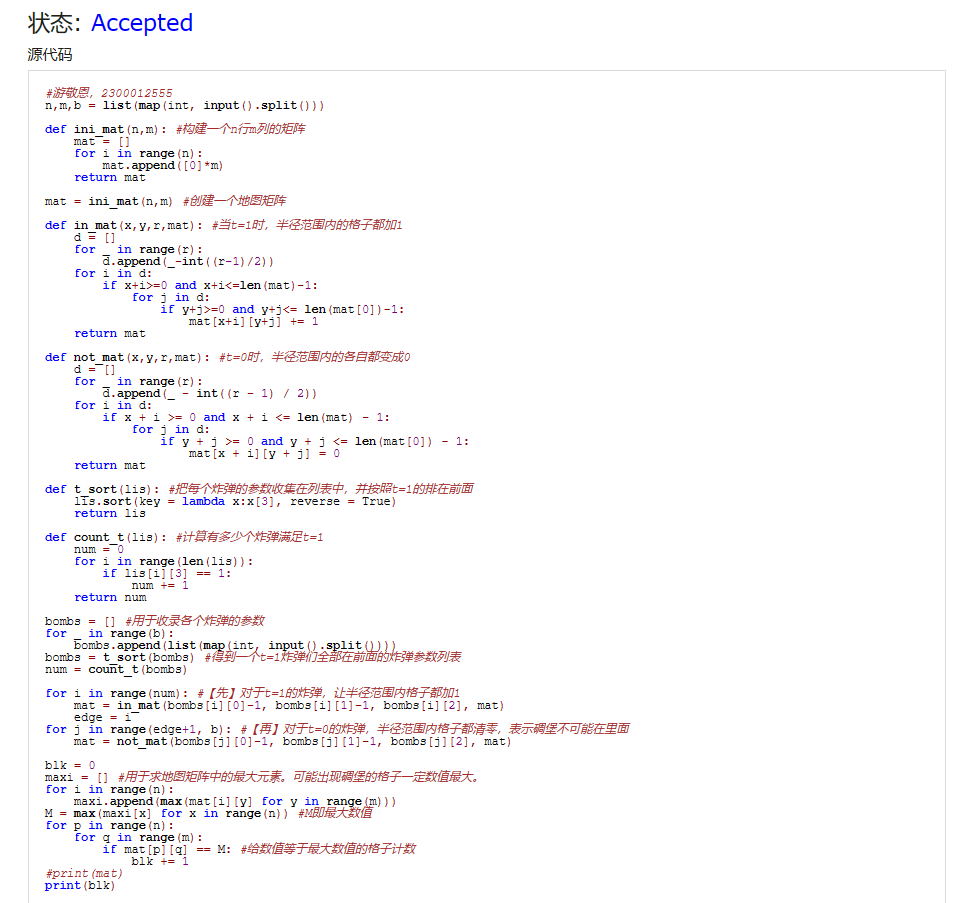 状态: Accepted
源代码
#游敬恩，2300012555
n,m,b = list(map(int, input().split()))
def ini_mat(n,m): #构建一个n行m列的矩阵
    mat = []
    for i in range(n):
        mat.append([0]*m)
    return mat
mat = ini_mat(n,m) #创建一个地图矩阵
def in_mat(x,y,r,mat): #当t=1时，半径范围内的格子都加1
    d = []
    for _ in range(r):
        d.append(_-int((r-1)/2))
    for i in d:
        if x+i>=0 and x+i<=len(mat)-1:
            for j in d:
                if y+j>=0 and y+j<= len(mat[0])-1:
                    mat[x+i][y+j] += 1
    return mat
def not_mat(x,y,r,mat): #t=0时，半径范围内的各自都变成0
    d = []
    for _ in range(r):
        d.append(_ - int((r - 1) / 2))
    for i in d:
        if x + i >= 0 and x + i <= len(mat) - 1:
            for j in d:
                if y + j >= 0 and y + j <= len(mat[0]) - 1:
                    mat[x + i][y + j] = 0
    return mat
def t_sort(lis): #把每个炸弹的参数收集在列表中，并按照t=1的排在前面
    lis.sort(key = lambda x:x[3], reverse = True)
    return lis
def count_t(lis): #计算有多少个炸弹满足t=1
    num = 0
    for i in range(len(lis)):
        if lis[i][3] == 1:
            num += 1
    return num
bombs = [] #用于收录各个炸弹的参数
for _ in range(b):
    bombs.append(list(map(int, input().split())))
bombs = t_sort(bombs) #得到一个t=1炸弹们全部在前面的炸弹参数列表
num = count_t(bombs)
for i in range(num): #【先】对于t=1的炸弹，让半径范围内格子都加1
    mat = in_mat(bombs[i][0]-1, bombs[i][1]-1, bombs[i][2], mat)
    edge = i
for j in range(edge+1, b): #【再】对于t=0的炸弹，半径范围内格子都清零，表示碉堡不可能在里面
    mat = not_mat(bombs[j][0]-1, bombs[j][1]-1, bombs[j][2], mat)
blk = 0
maxi = [] #用于求地图矩阵中的最大元素。可能出现碉堡的格子一定数值最大。
for i in range(n):
    maxi.append(max(mat[i][y] for y in range(m)))
M = max(maxi[x] for x in range(n)) #M即最大数值
for p in range(n):
    for q in range(m):
        if mat[p][q] == M: #给数值等于最大数值的格子计数
            blk += 1
#print(mat)
print(blk)